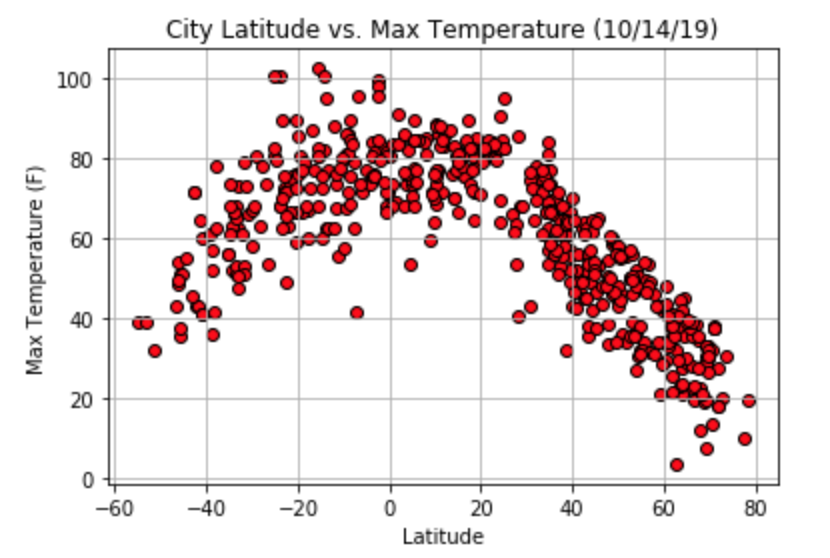 City Latitude vs. Max Temperature (10/14/19)
100
80
60
40
20
0
Max Temperature (F)
−60 −40 −20 0 20 40 60 80
Latitude